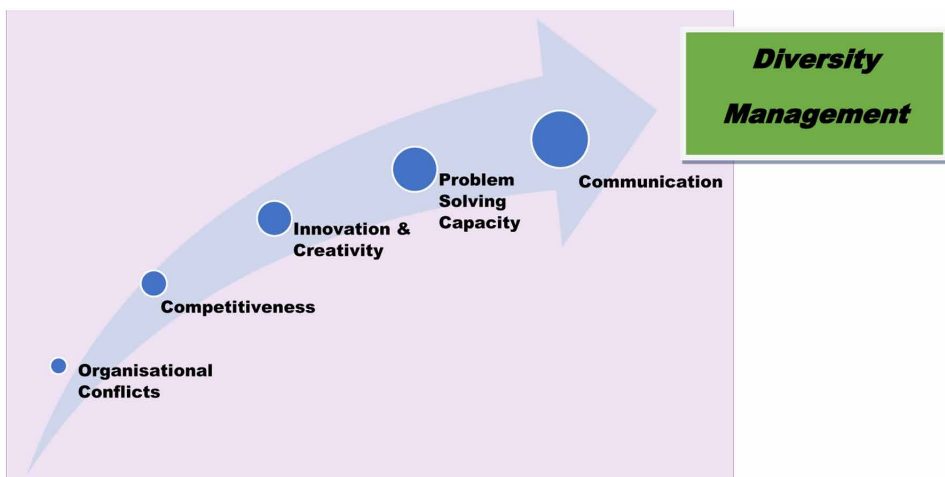 Diversity
Management
Communication
Problem
Solving
Capacity
Innovation &
Creativity
Competitiveness
Organisational
Conflicts